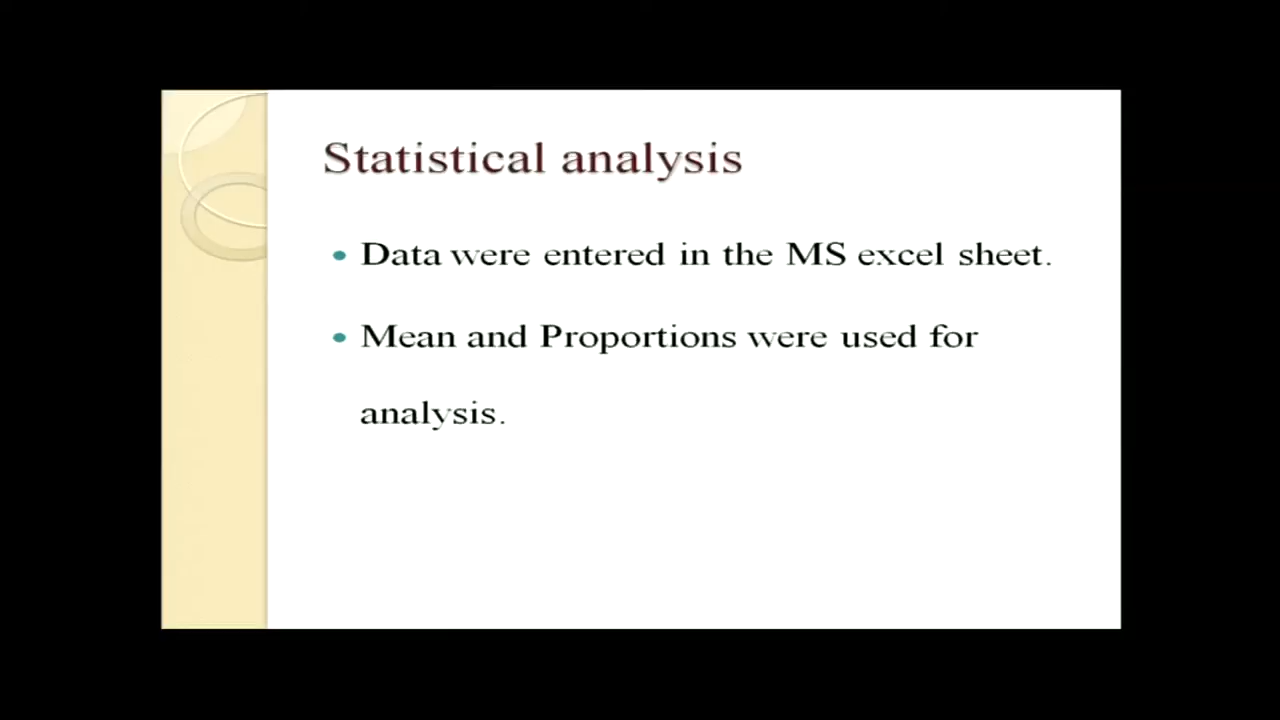 Statistical analysis
• Data were entered in the MS excel sheet.
• Mean and Proportions were used for
analysis.